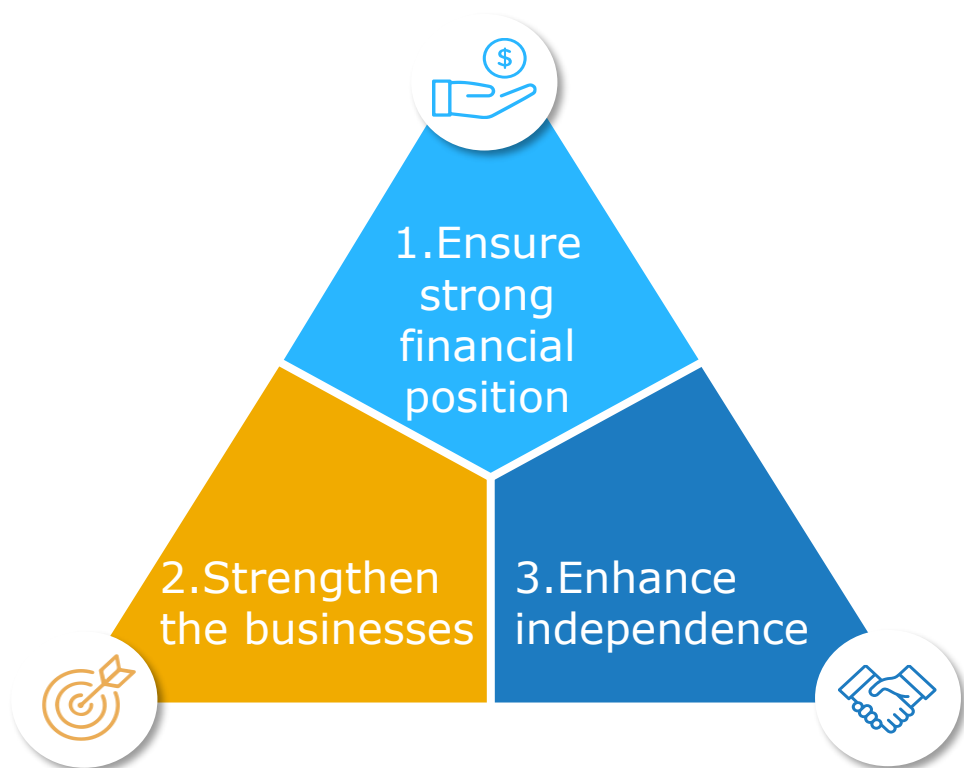 $
1.Ensure
strong
financial
position
2.Strengthen
the businesses
3.Enhance
independence